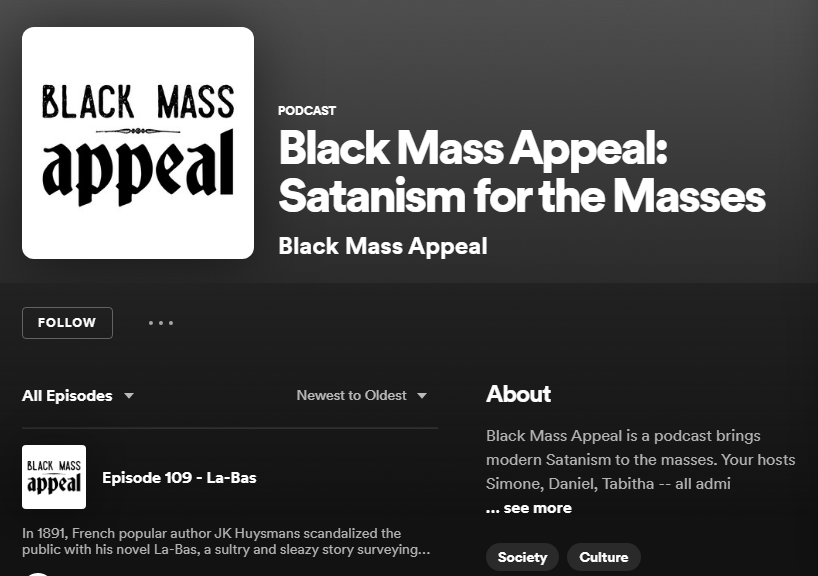 BLACK MASS
appeal
PODCAST
Black Mass Appeal:
Satanism for the Masses
Black Mass Appeal
FOLLOW
All Episodes
Newest to Oldest
BLACK MASS
appeal
Episode 109 - La-Bas
In 1891, French popular author JK Huysmans scandalized the
public with his novel La-Bas, a sultry and sleazy story surveying...
About
Black Mass Appeal is a podcast brings
modern Satanism to the masses. Your hosts
Simone, Daniel, Tabitha -- all admi
... see more
Society
Culture